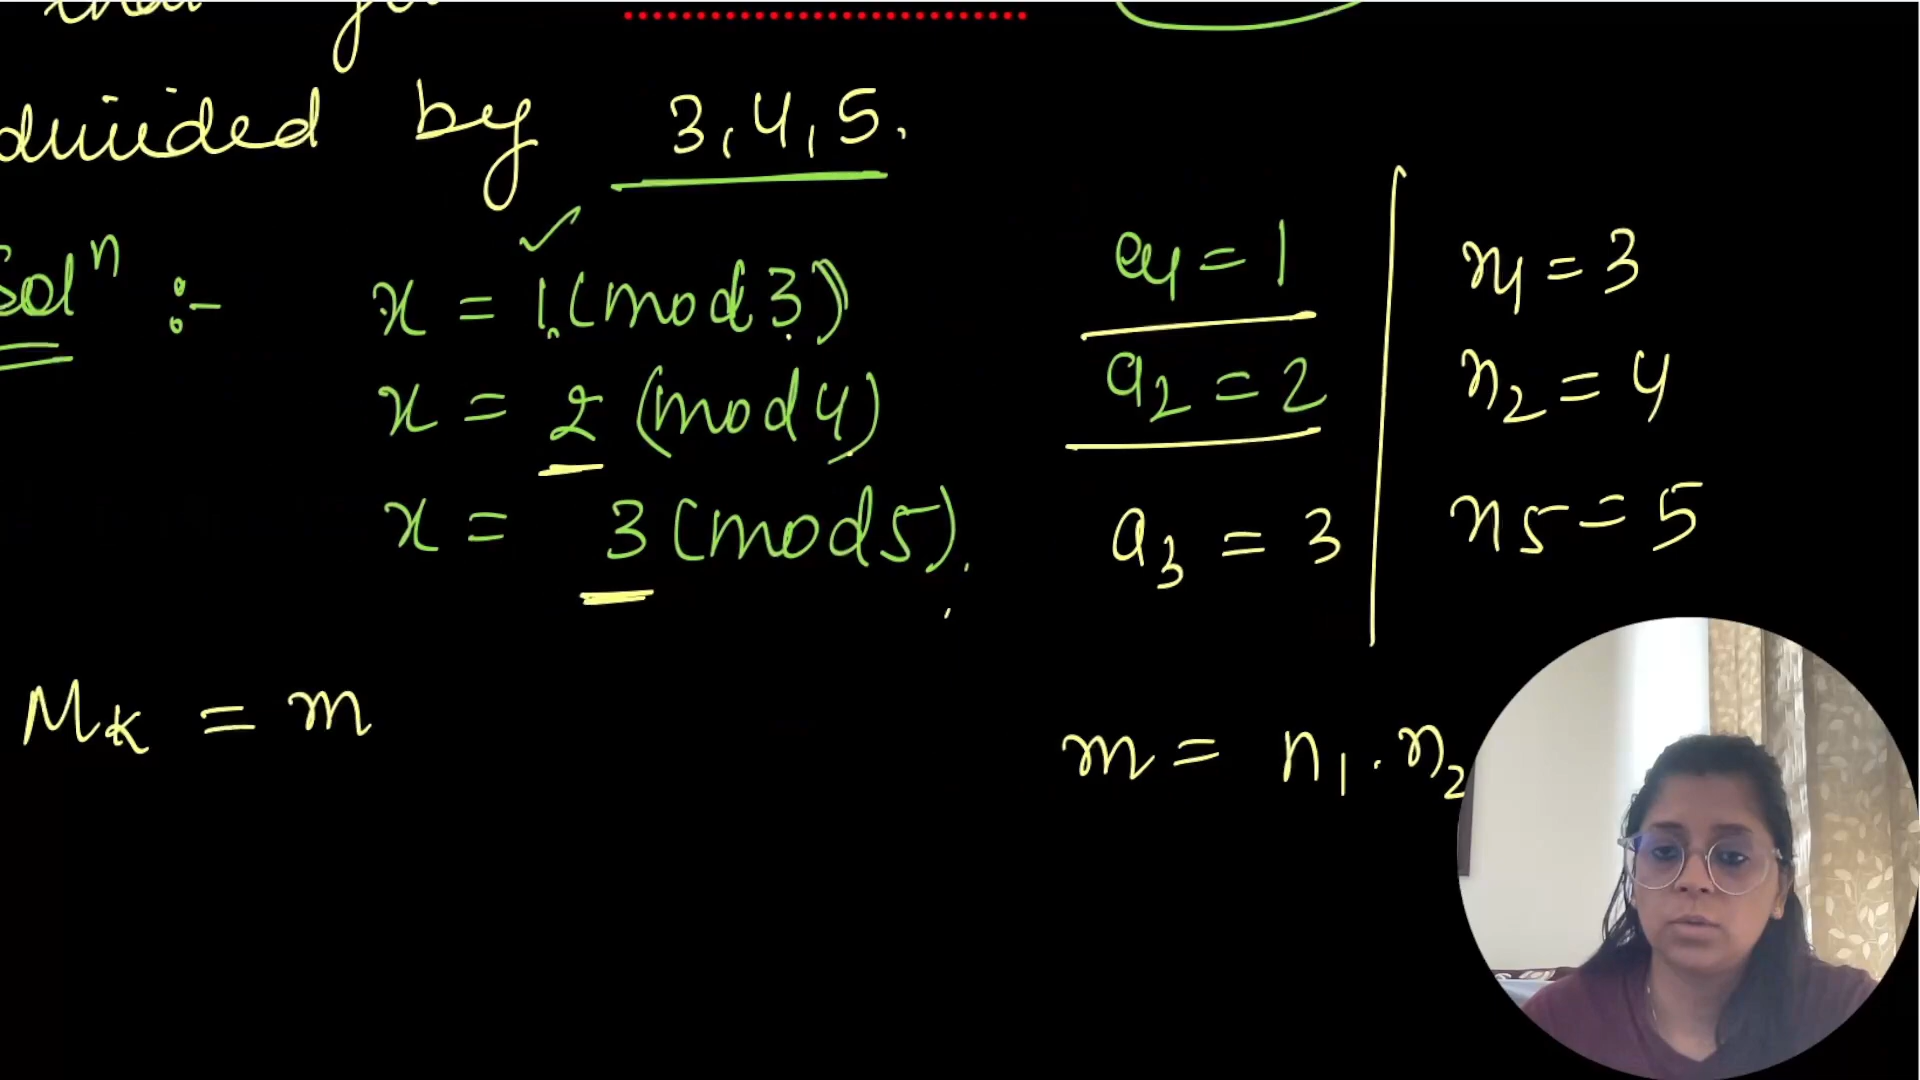 divided by 3, 4, 5.
Solⁿ :-
x = 1 (mod 3)
x = 2 (mod 4)
x = 3 (mod 5).
a1 = 1
a2 = 2
a3 = 3
n1 = 3
n2 = 4
n5 = 5
Mk = m
m = n1 . n2